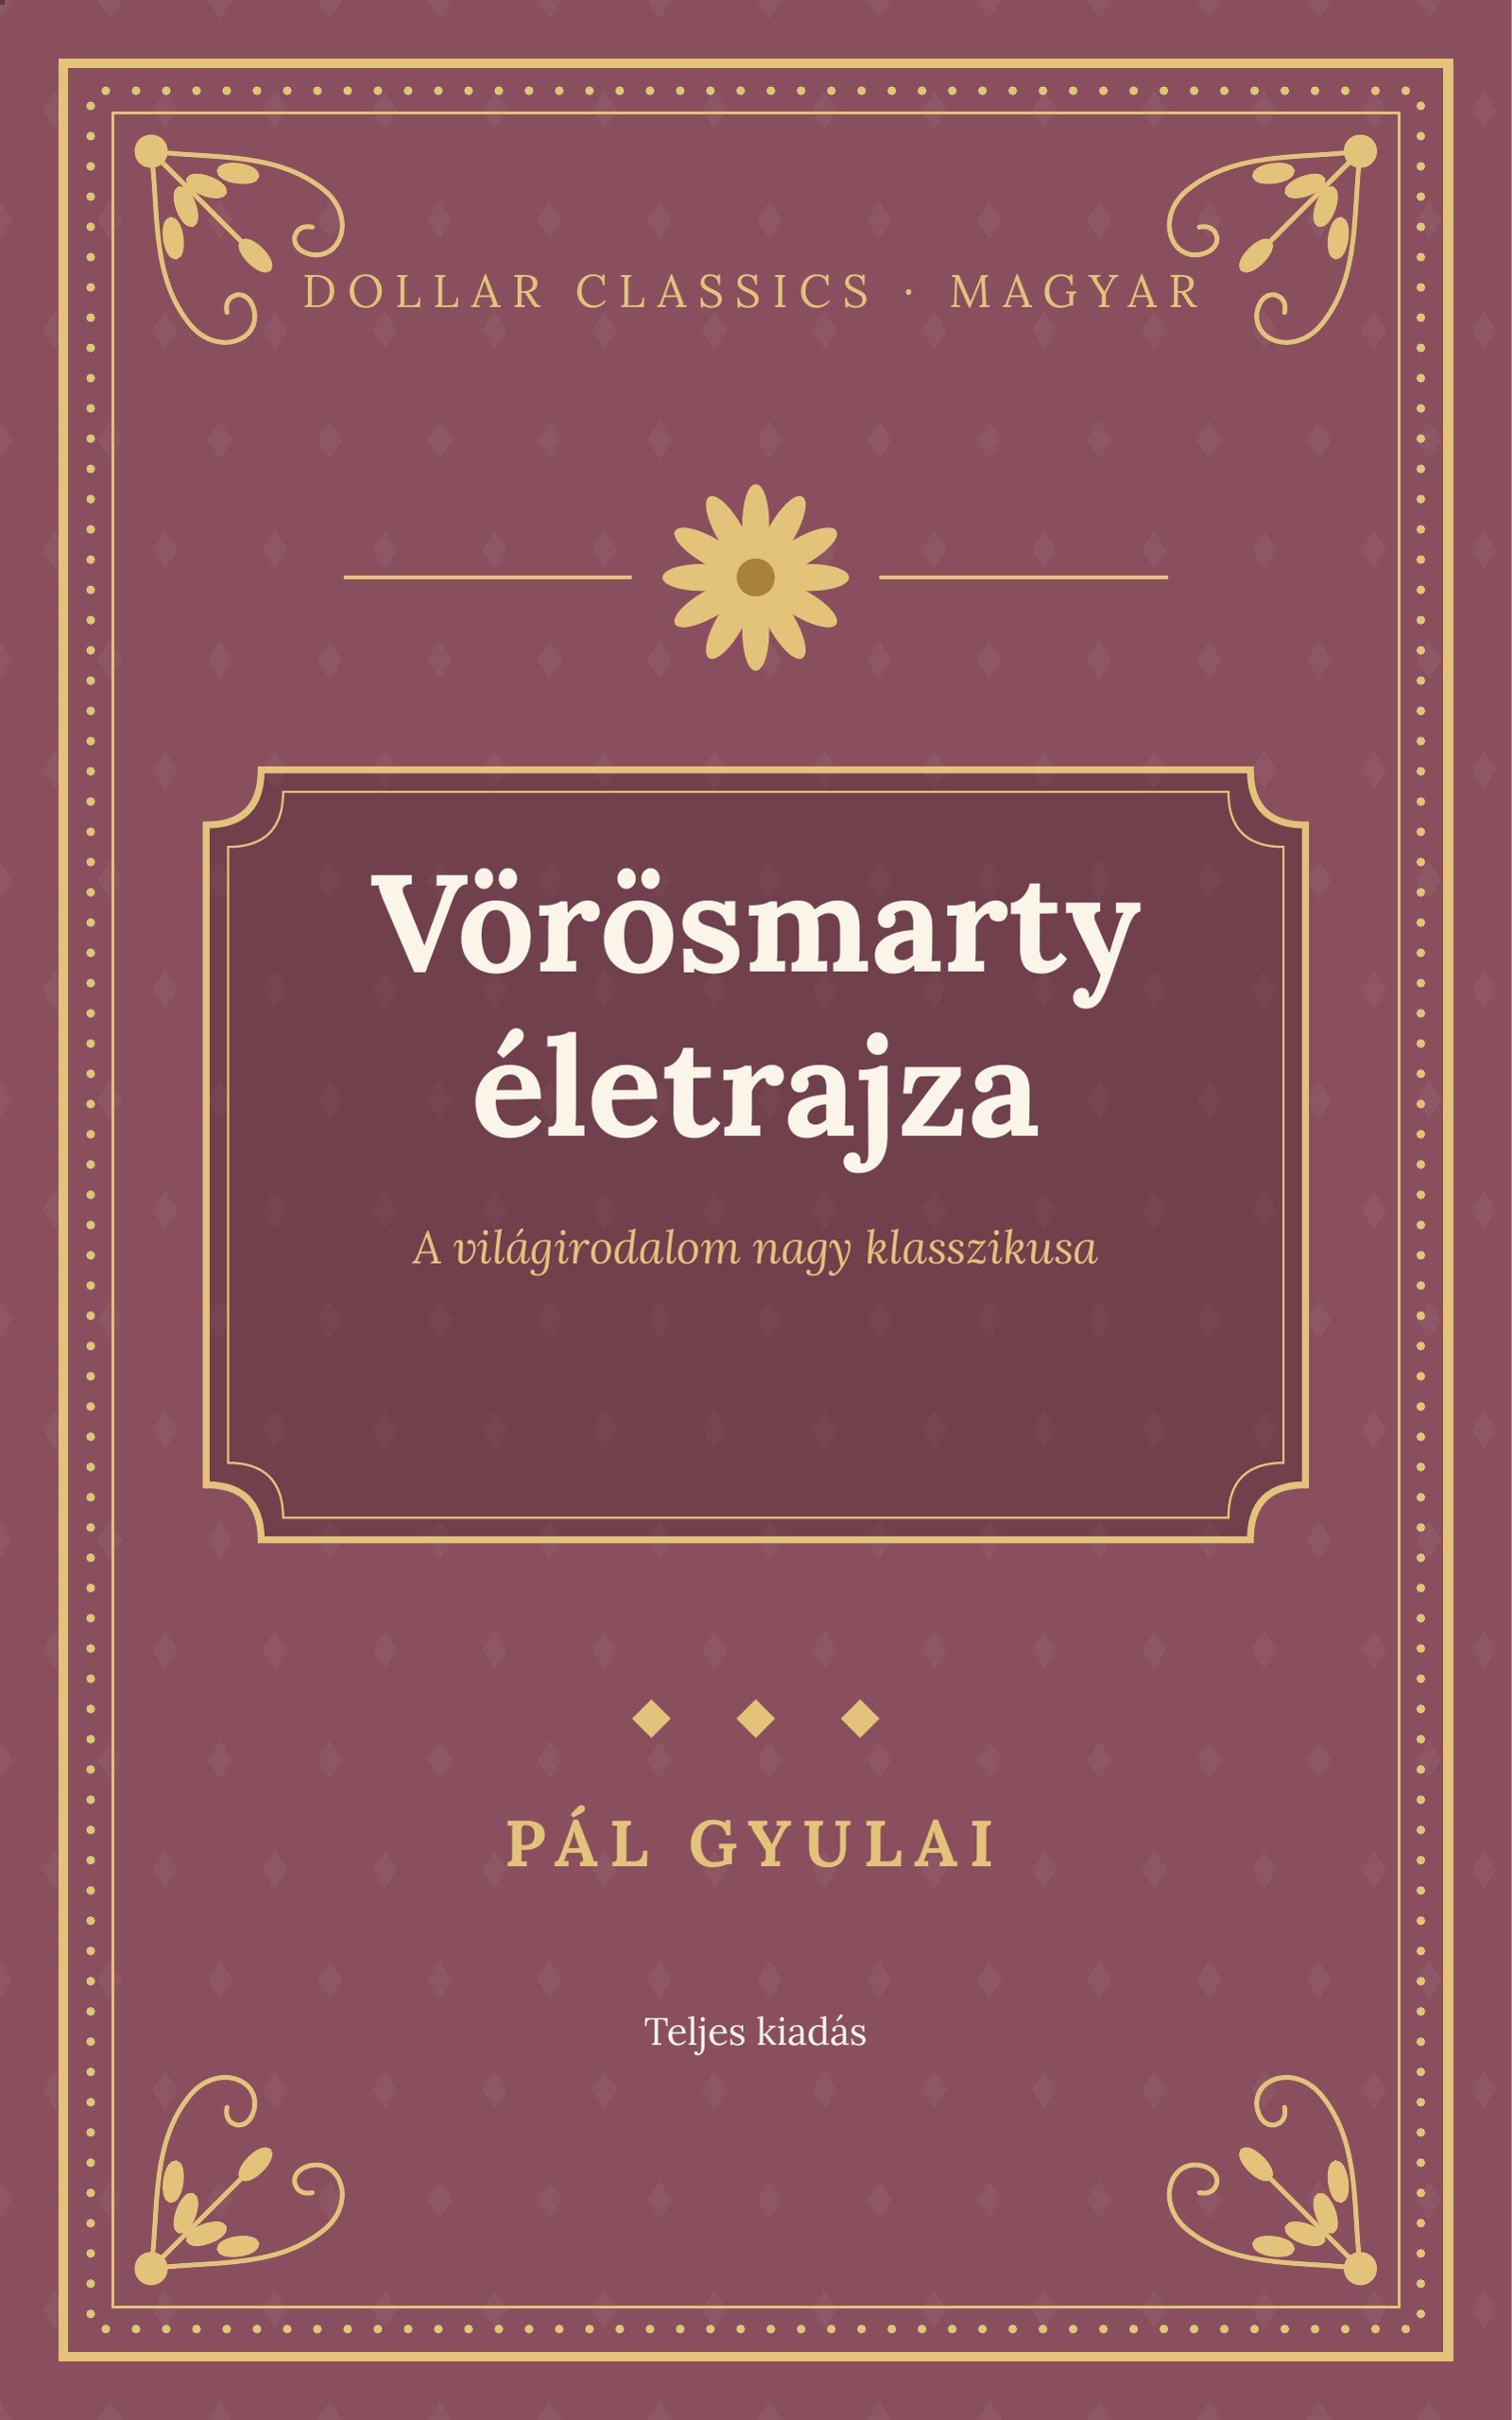 DOLLAR CLASSICS · MAGYAR
Vörösmarty
életrajza
A világirodalom nagy klasszikusa
PÁL GYULAI
Teljes kiadás